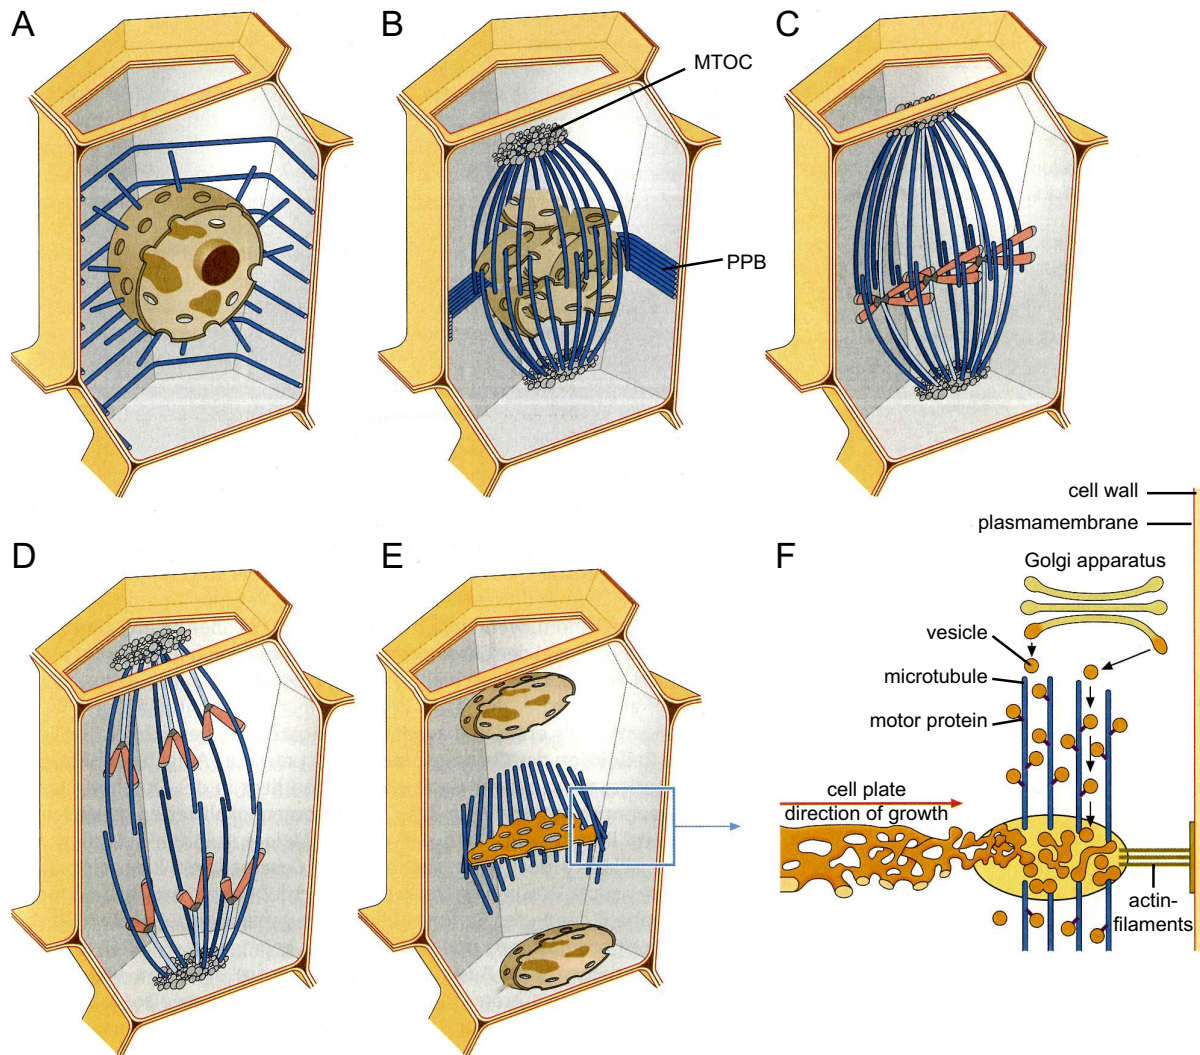 A
B
C
MTOC
PPB
cell wall
plasmamembrane
D
E
F
Golgi apparatus
vesicle
microtubule
motor protein
cell plate
direction of growth
actin-
filaments